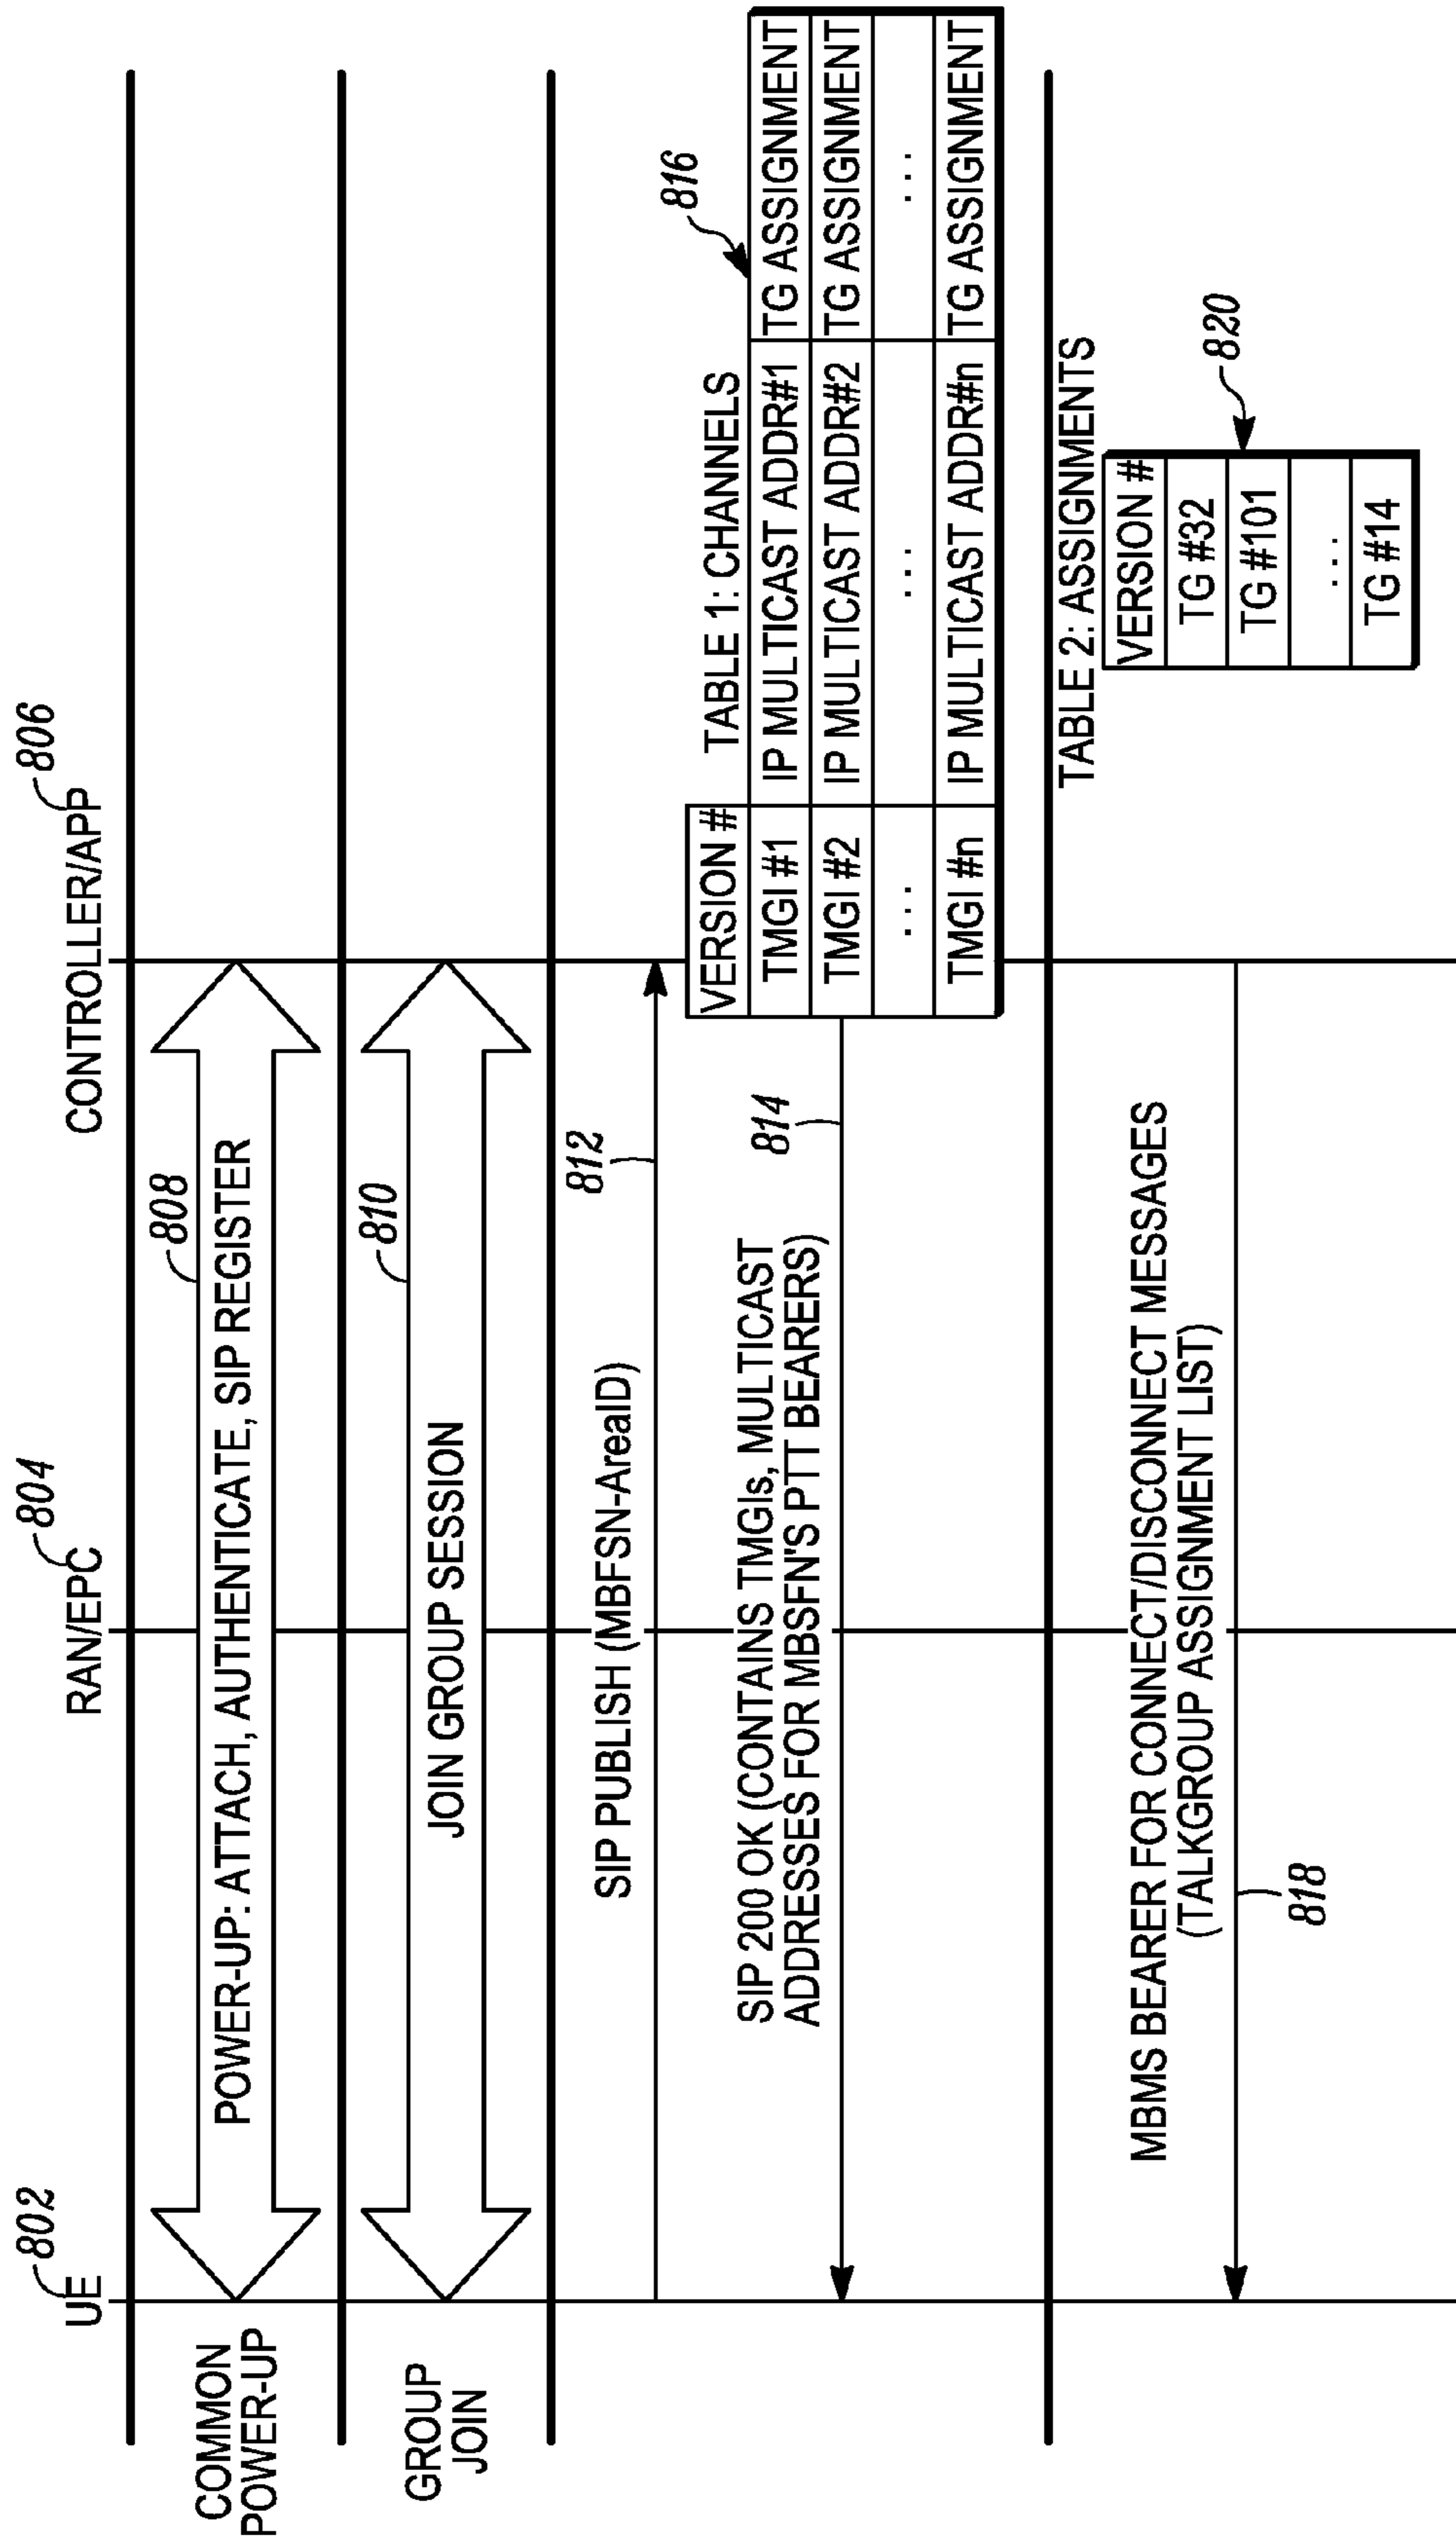 802
UE
804
RAN/EPC
806
CONTROLLER/APP
COMMON
POWER-UP
808
POWER-UP: ATTACH, AUTHENTICATE, SIP REGISTER
GROUP
JOIN
810
JOIN GROUP SESSION
812
SIP PUBLISH (MBFSN-AreaID)
814
SIP 200 OK (CONTAINS TMGIs, MULTICAST
ADDRESSES FOR MBSFN'S PTT BEARERS)
816
TABLE 1: CHANNELS
VERSION #
TMGI #1 IP MULTICAST ADDR#1 TG ASSIGNMENT
TMGI #2 IP MULTICAST ADDR#2 TG ASSIGNMENT
... ... ...
TMGI #n IP MULTICAST ADDR#n TG ASSIGNMENT
MBMS BEARER FOR CONNECT/DISCONNECT MESSAGES
(TALKGROUP ASSIGNMENT LIST)
818
TABLE 2: ASSIGNMENTS
820
VERSION #
TG #32
TG #101
...
TG #14